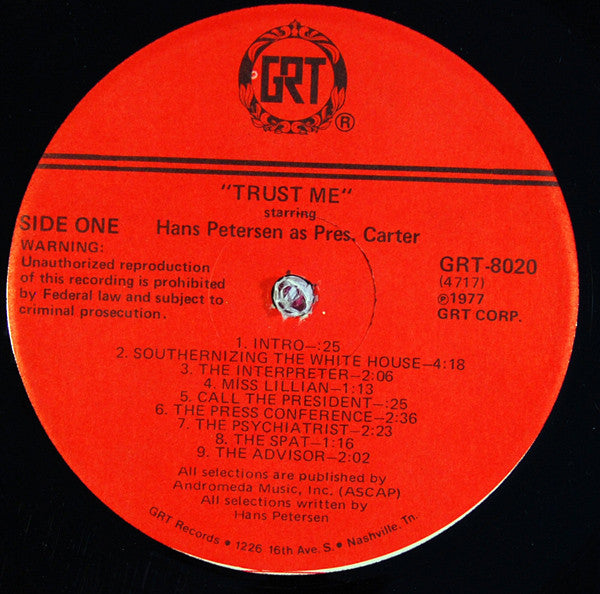 GRT
®
"TRUST ME"
starring
Hans Petersen as Pres. Carter
SIDE ONE
WARNING:
Unauthorized reproduction
of this recording is prohibited
by Federal law and subject to
criminal prosecution.
GRT-8020
(4717)
℗1977
GRT CORP.
1. INTRO—:25
2. SOUTHERNIZING THE WHITE HOUSE—4:18
3. THE INTERPRETER—2:06
4. MISS LILLIAN—1:13
5. CALL THE PRESIDENT—:25
6. THE PRESS CONFERENCE—2:36
7. THE PSYCHIATRIST—2:23
8. THE SPAT—1:16
9. THE ADVISOR—2:02
All selections are published by
Andromeda Music, Inc. (ASCAP)
All selections written by
Hans Petersen
GRT Records • 1226 16th Ave. S. • Nashville, Tn.